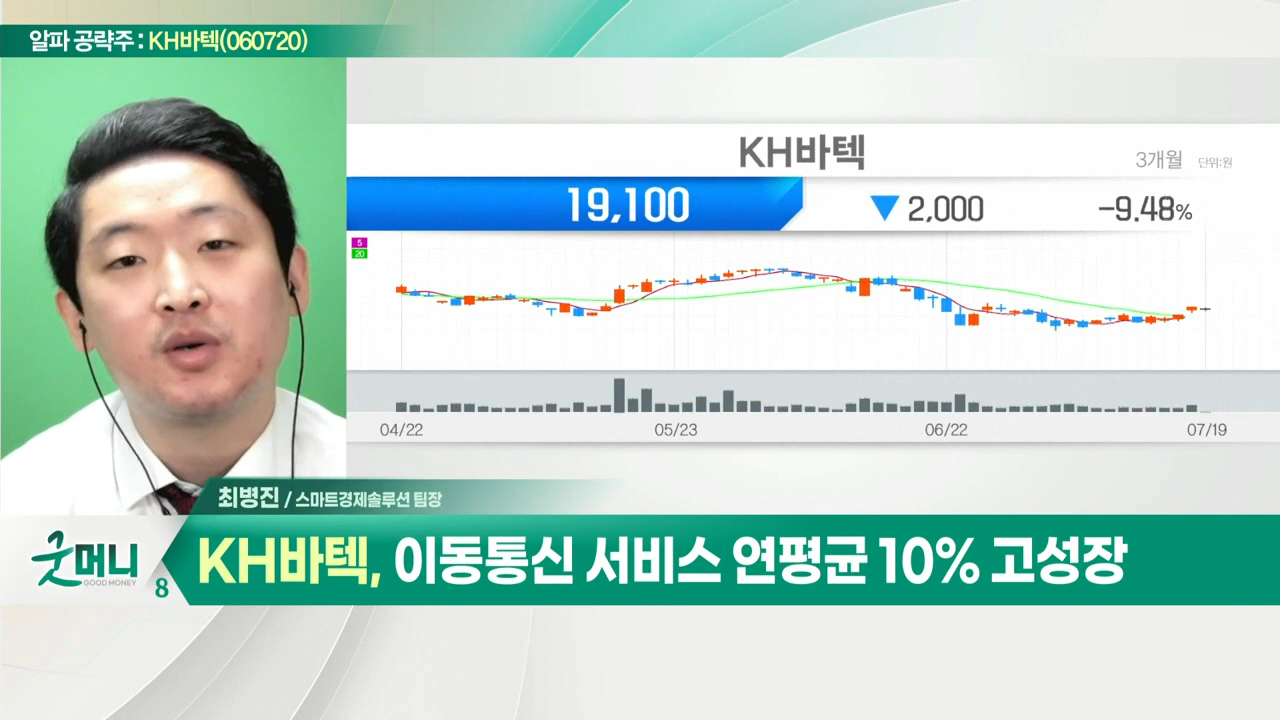 알파 공략주 : KH바텍(060720)
KH바텍
3개월 단위:원
19,100 ▼ 2,000 -9.48%
5
20
04/22 05/23 06/22 07/19
최병진 / 스마트경제솔루션 팀장
굿머니
GOOD MONEY
8
KH바텍, 이동통신 서비스 연평균 10% 고성장